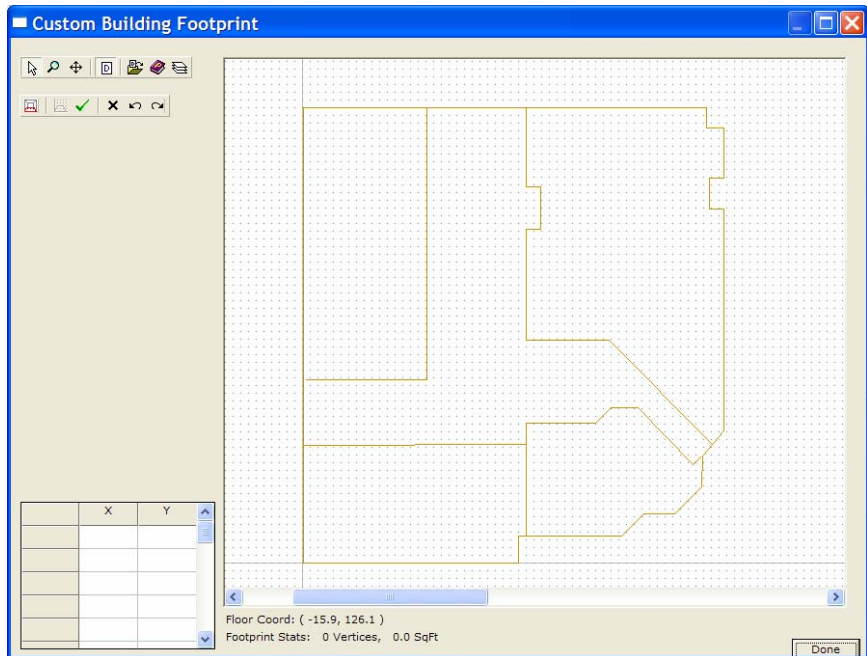 Custom Building Footprint
D
X Y
Floor Coord: ( -15.9, 126.1 )
Footprint Stats: 0 Vertices, 0.0 SqFt
Done